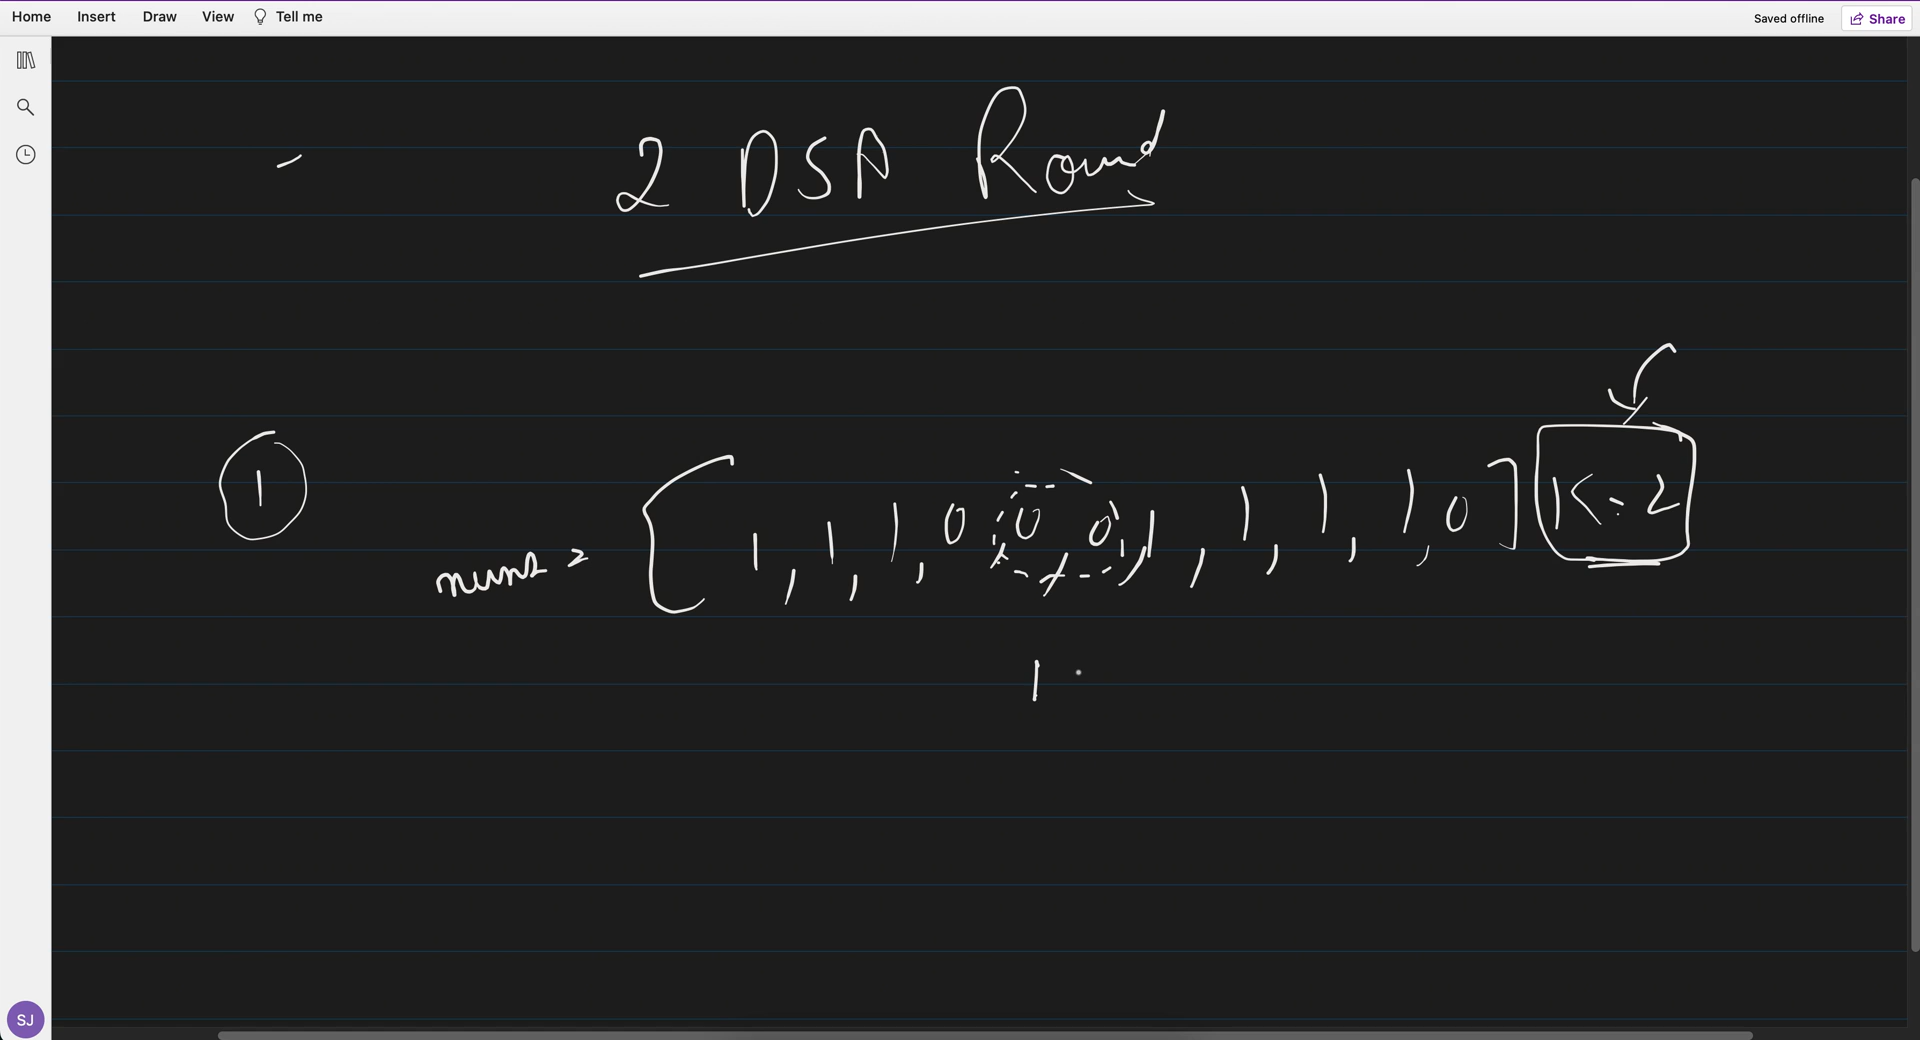 Home Insert Draw View Tell me Saved offline Share
2 DSA Round
1
nums = [1, 1, 1, 0 0, 0, 1, 1, 1, 1, 0] K = 2
1
SJ